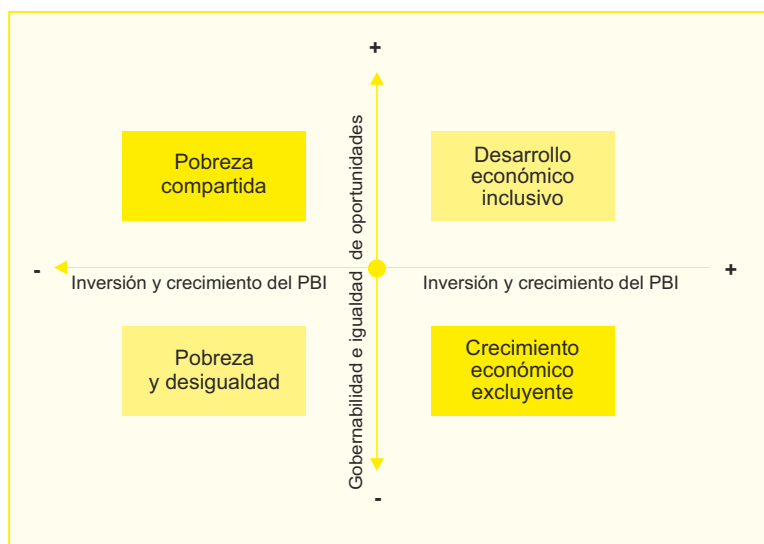 +
Pobreza
compartida
Desarrollo
económico
inclusivo
Gobernabilidad e igualdad de oportunidades
-
+
Inversión y crecimiento del PBI
Inversión y crecimiento del PBI
Pobreza
y desigualdad
Crecimiento
económico
excluyente
-